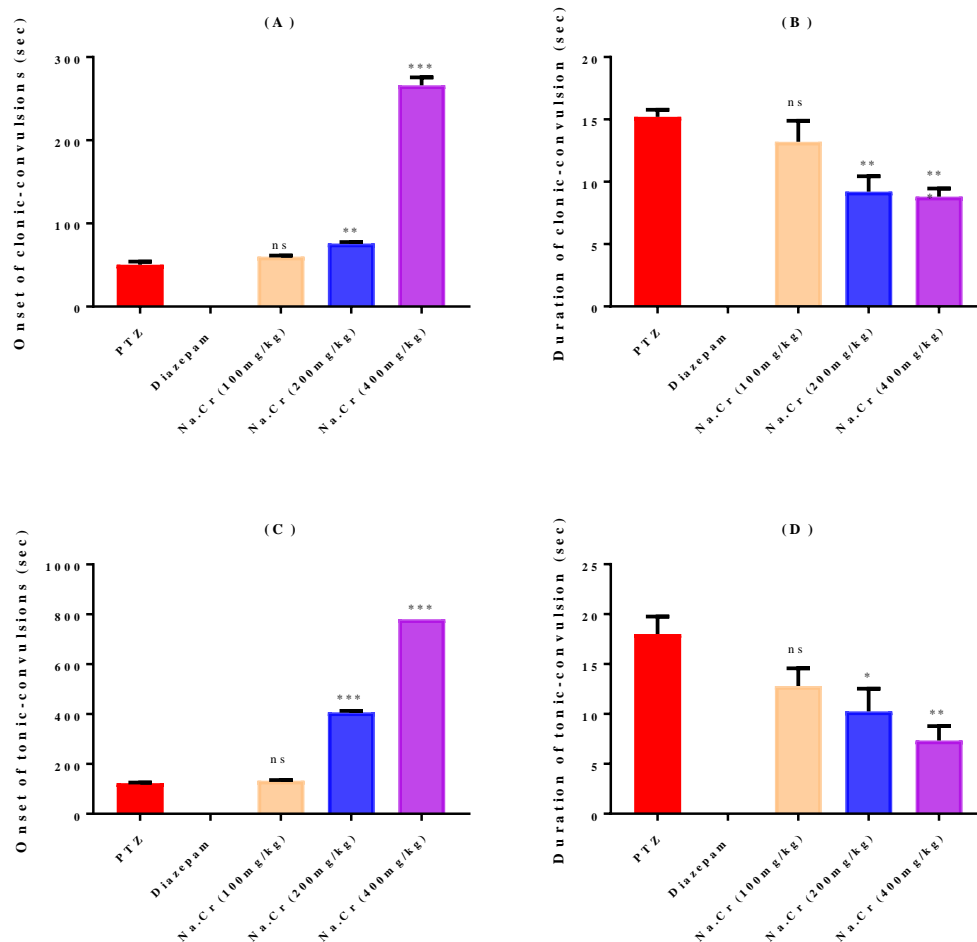 (A)
Onset of clonic-convulsions (sec)
300
200
100
0
ns
**
***
PTZ
Diazepam
Na.Cr (100mg/kg)
Na.Cr (200mg/kg)
Na.Cr (400mg/kg)
(B)
Duration of clonic-convulsion (sec)
20
15
10
5
0
ns
**
**
*
PTZ
Diazepam
Na.Cr (100mg/kg)
Na.Cr (200mg/kg)
Na.Cr (400mg/kg)
(C)
Onset of tonic-convulsions (sec)
1000
800
600
400
200
0
ns
***
***
PTZ
Diazepam
Na.Cr (100mg/kg)
Na.Cr (200mg/kg)
Na.Cr (400mg/kg)
(D)
Duration of tonic-convulsion (sec)
25
20
15
10
5
0
ns
*
**
PTZ
Diazepam
Na.Cr (100mg/kg)
Na.Cr (200mg/kg)
Na.Cr (400mg/kg)